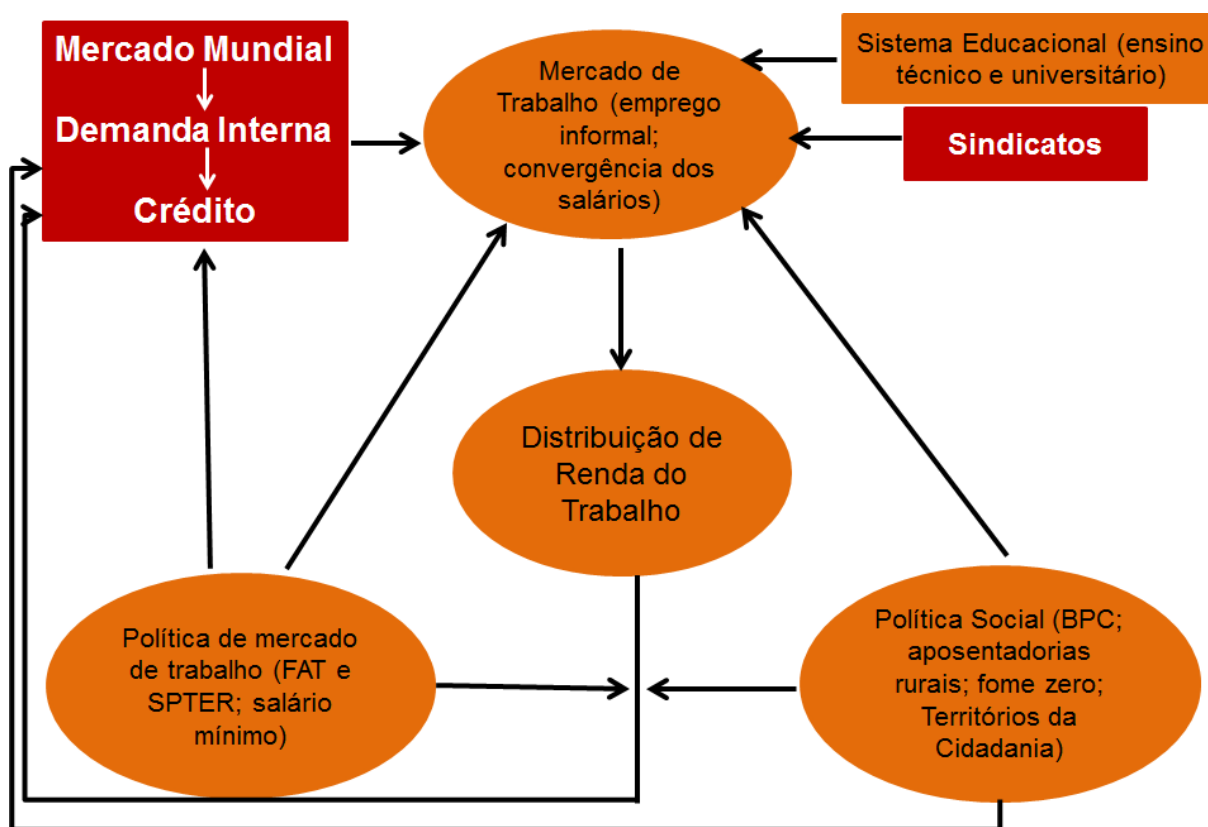 Mercado Mundial
Demanda Interna
Crédito
Mercado de
Trabalho (emprego
informal;
convergência dos
salários)
Sistema Educacional (ensino
técnico e universitário)
Sindicatos
Distribuição de
Renda do
Trabalho
Política de mercado
de trabalho (FAT e
SPTER; salário
mínimo)
Política Social (BPC;
aposentadorias
rurais; fome zero;
Territórios da
Cidadania)